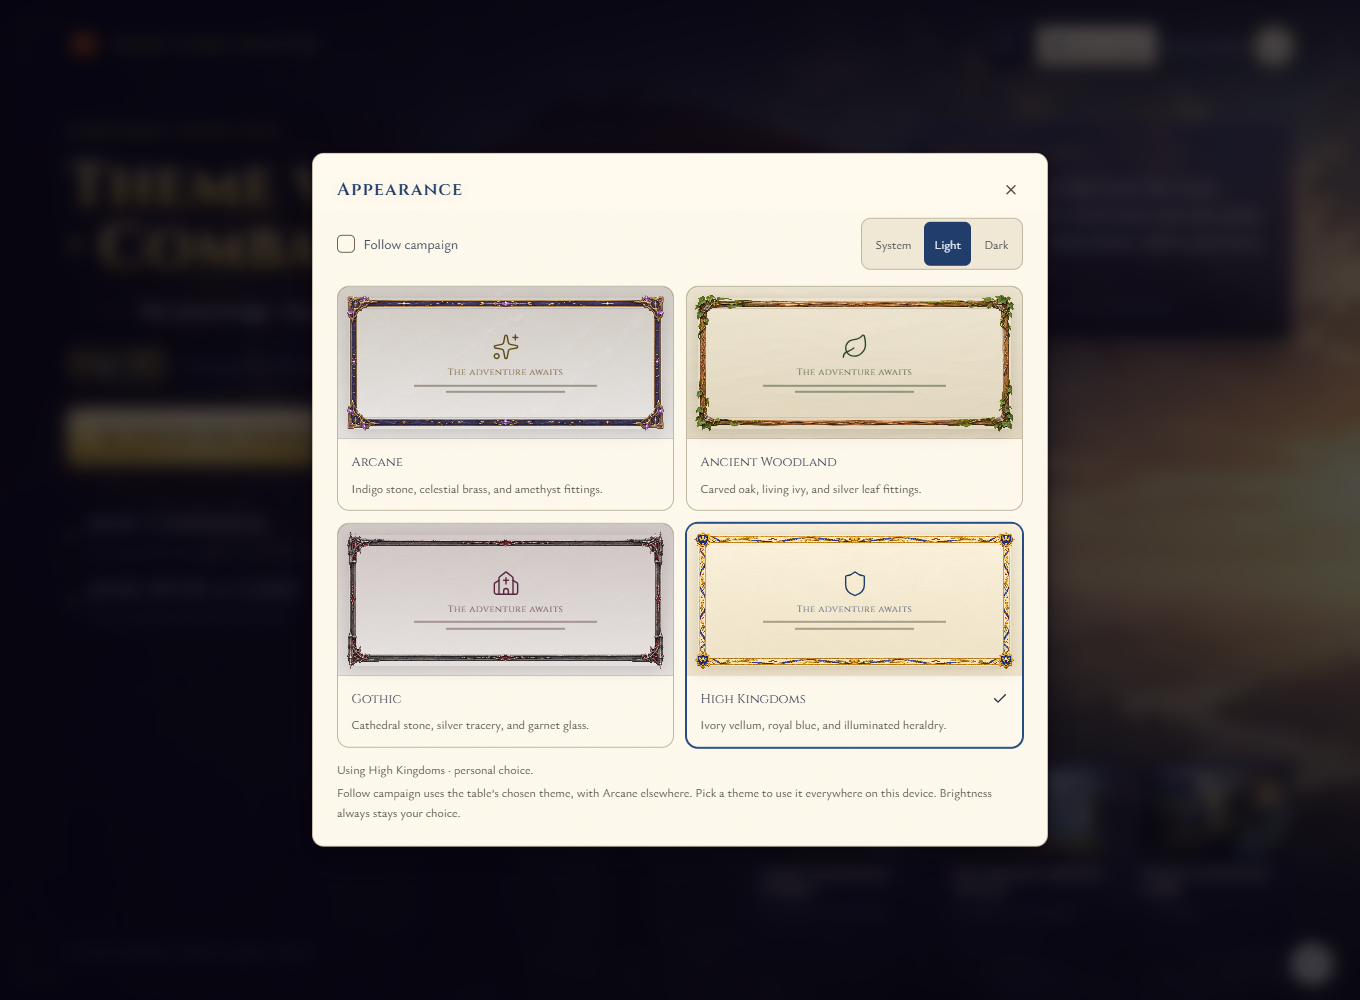 Appearance
Follow campaign
System
Light
Dark
The adventure awaits
The adventure awaits
Arcane
Ancient Woodland
Indigo stone, celestial brass, and amethyst fittings.
Carved oak, living ivy, and silver leaf fittings.
The adventure awaits
The adventure awaits
Gothic
High Kingdoms
Cathedral stone, silver tracery, and garnet glass.
Ivory vellum, royal blue, and illuminated heraldry.
Using High Kingdoms · personal choice.
Follow campaign uses the table's chosen theme, with Arcane elsewhere. Pick a theme to use it everywhere on this device. Brightness
always stays your choice.
Theme